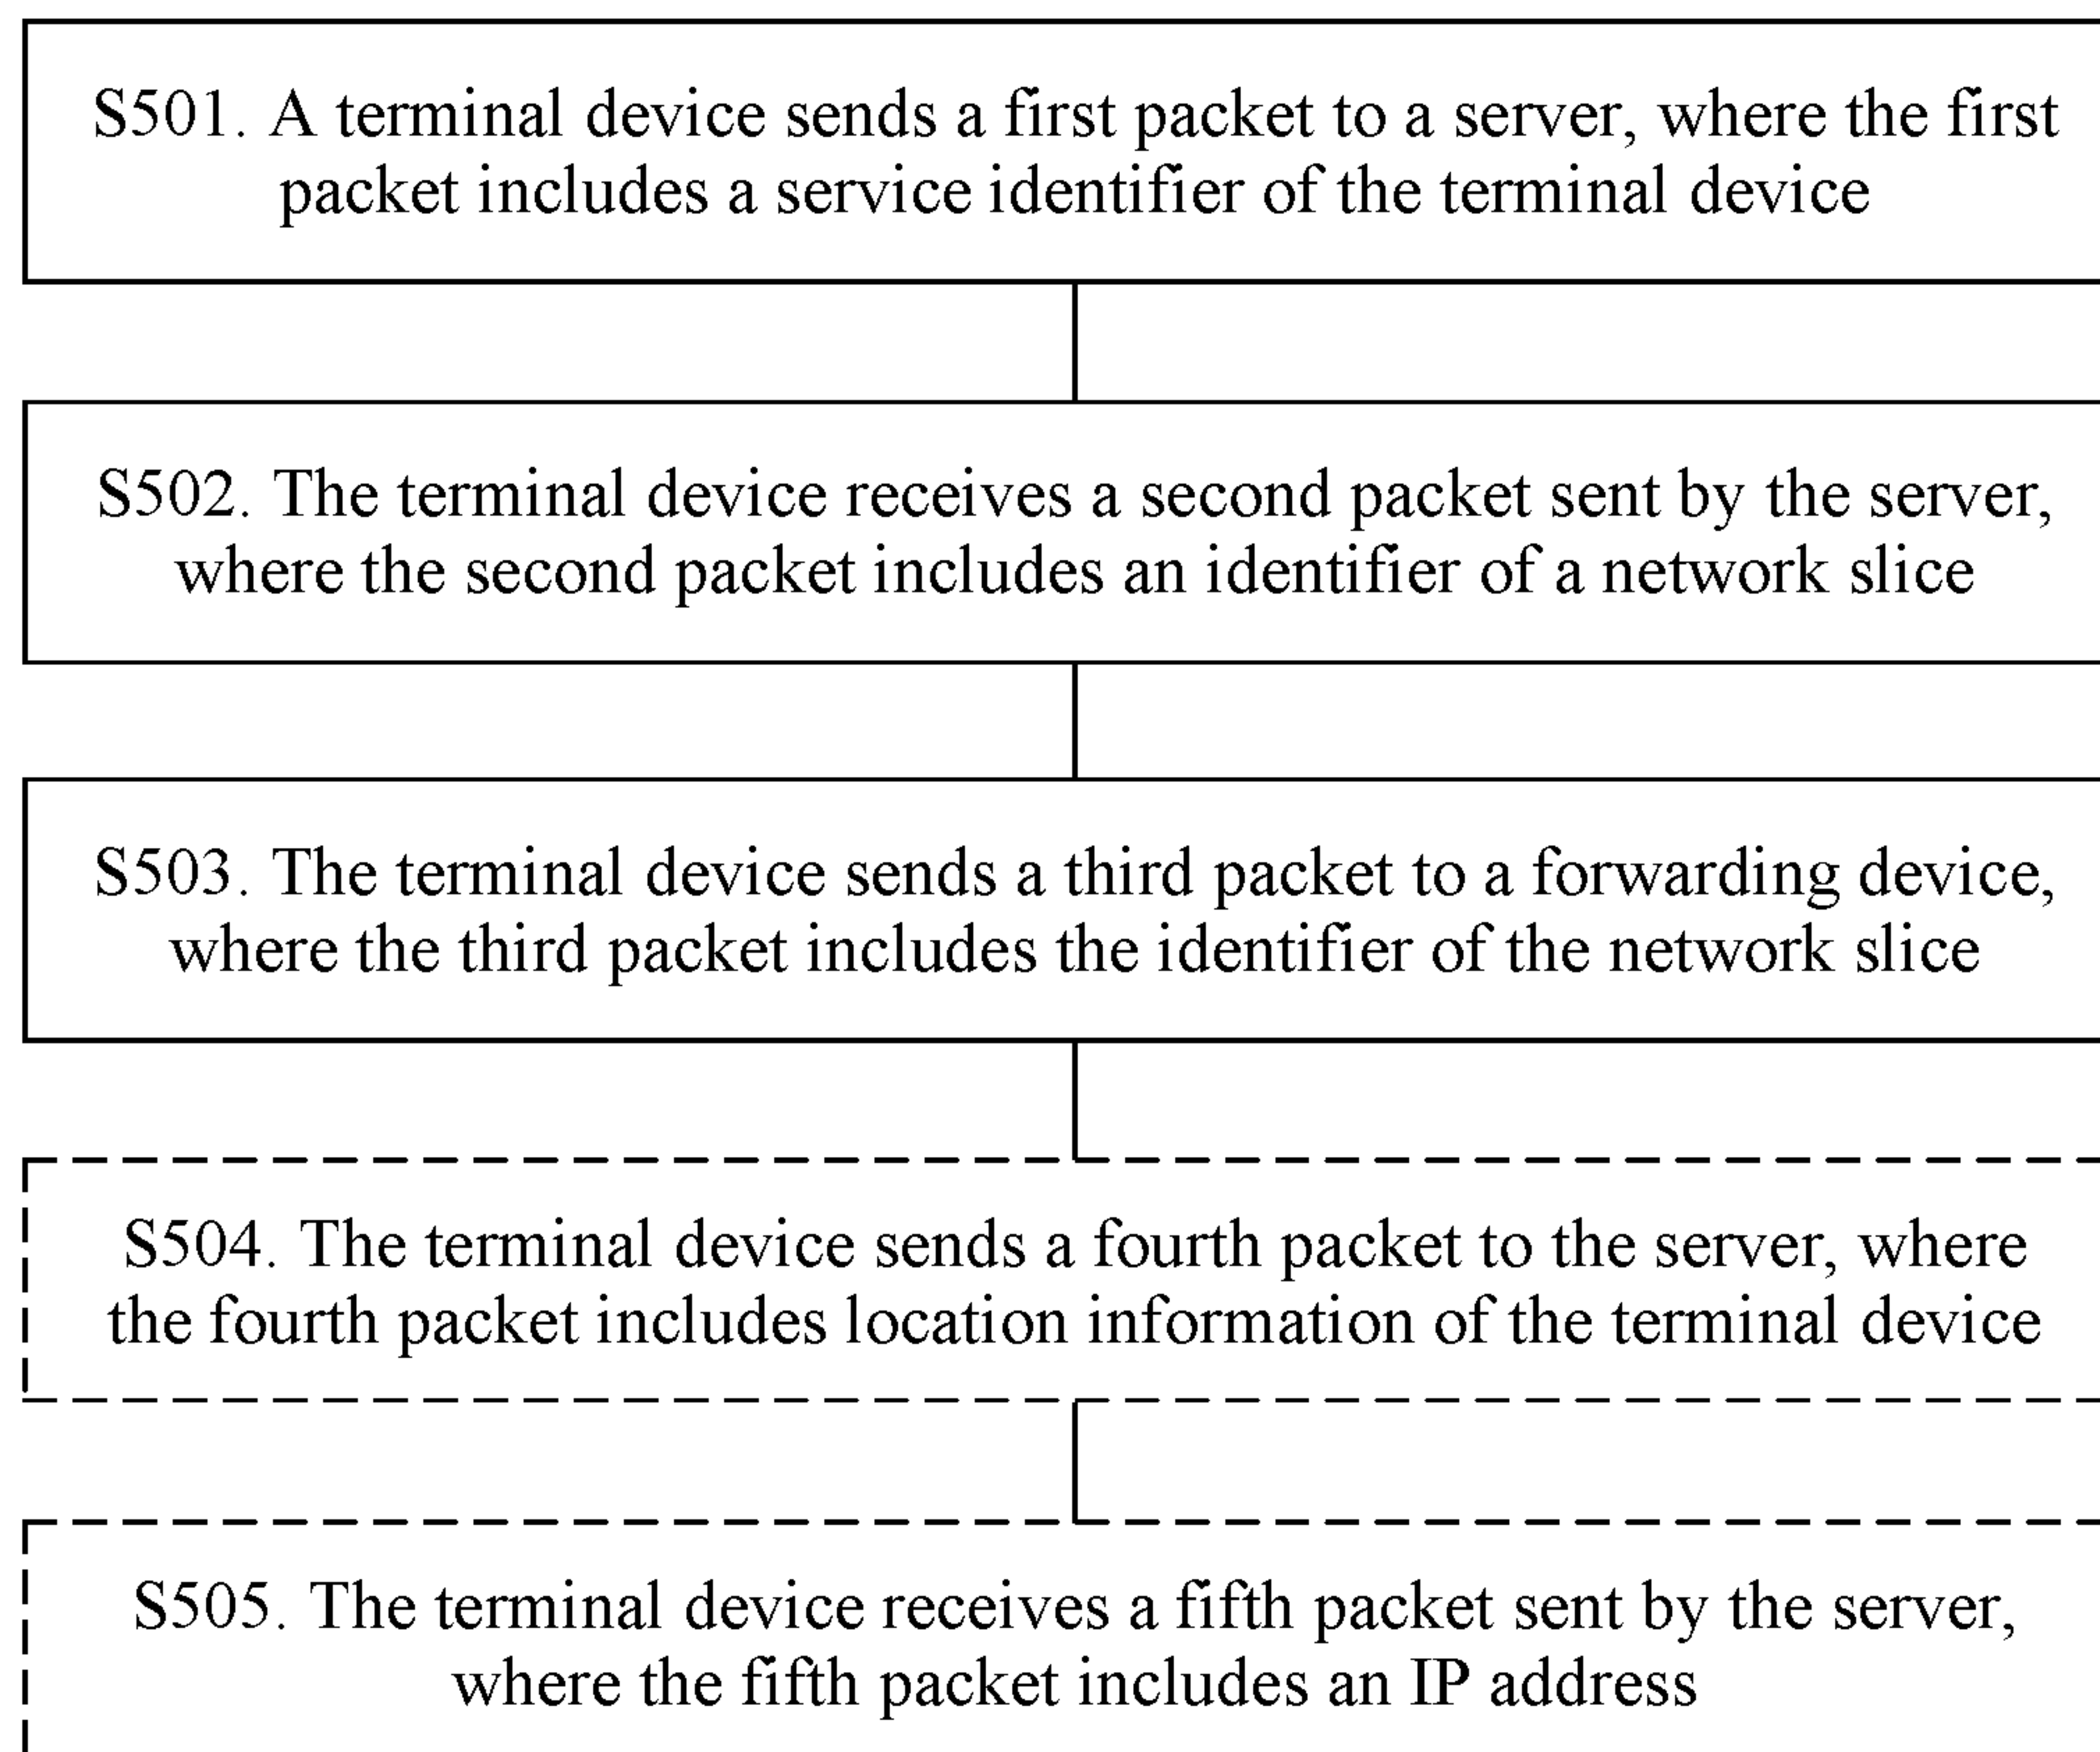 S501. A terminal device sends a first packet to a server, where the first
packet includes a service identifier of the terminal device
S502. The terminal device receives a second packet sent by the server,
where the second packet includes an identifier of a network slice
S503. The terminal device sends a third packet to a forwarding device,
where the third packet includes the identifier of the network slice
S504. The terminal device sends a fourth packet to the server, where
the fourth packet includes location information of the terminal device
S505. The terminal device receives a fifth packet sent by the server,
where the fifth packet includes an IP address